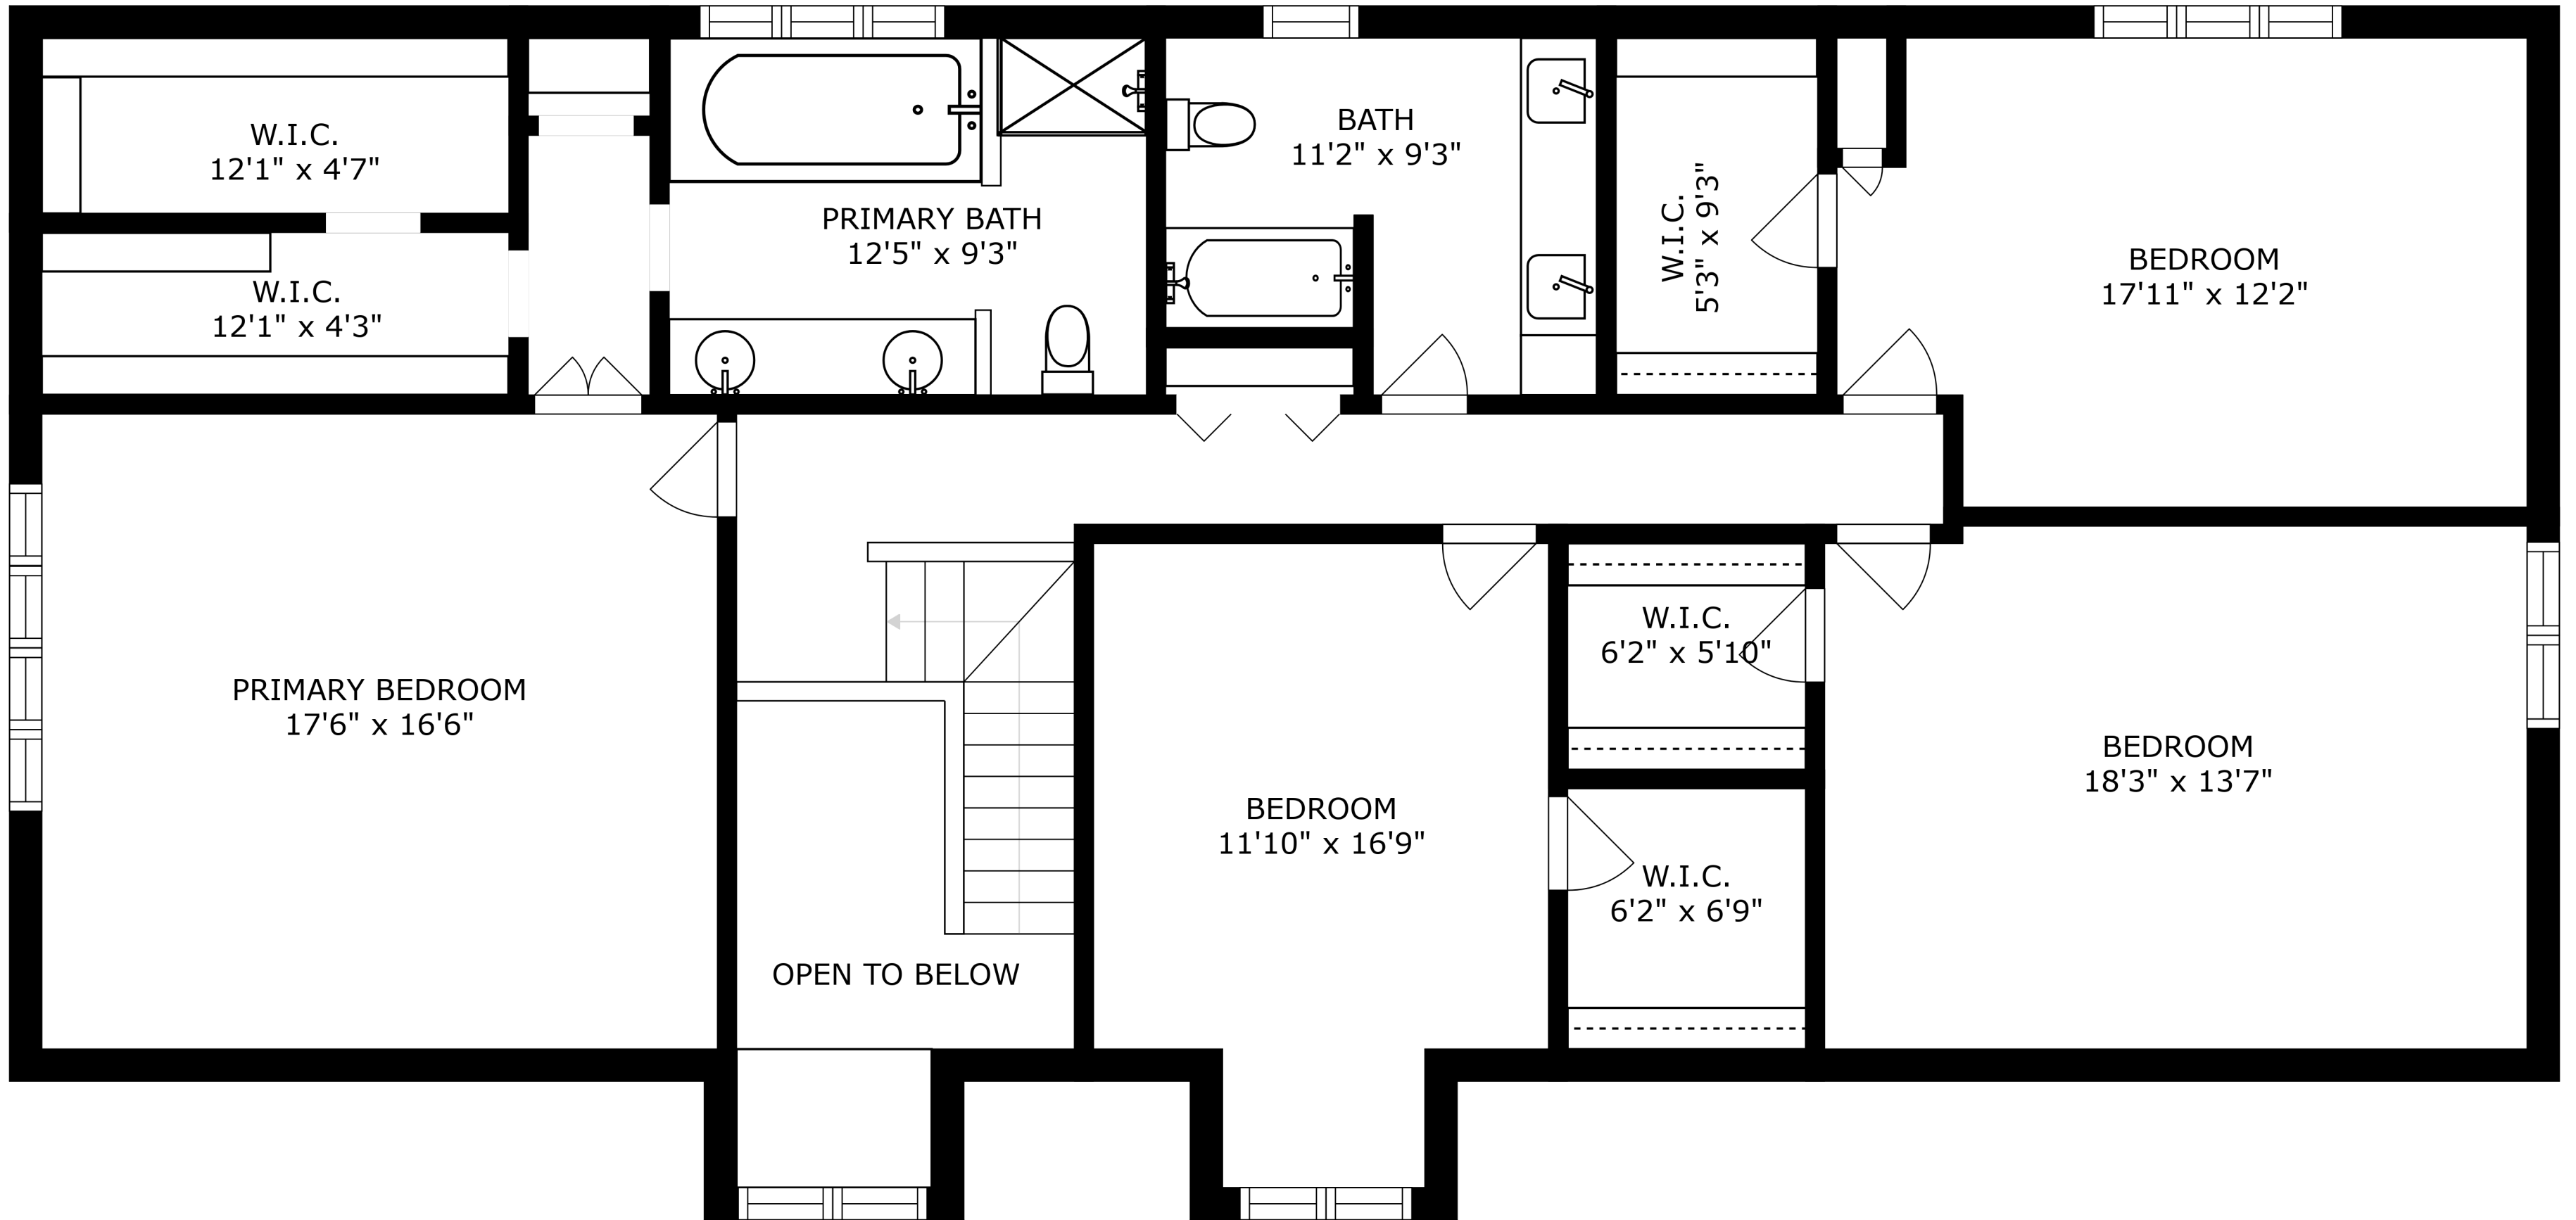 W.I.C.
12'1" x 4'7"
W.I.C.
12'1" x 4'3"
PRIMARY BATH
12'5" x 9'3"
BATH
11'2" x 9'3"
W.I.C.
5'3" x 9'3"
BEDROOM
17'11" x 12'2"
PRIMARY BEDROOM
17'6" x 16'6"
OPEN TO BELOW
BEDROOM
11'10" x 16'9"
W.I.C.
6'2" x 5'10"
W.I.C.
6'2" x 6'9"
BEDROOM
18'3" x 13'7"